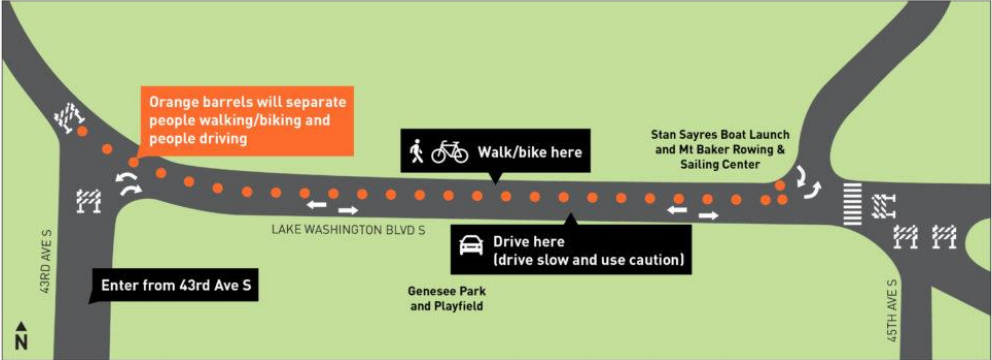 Orange barrels will separate
people walking/biking and
people driving
Walk/bike here
Stan Sayres Boat Launch
and Mt Baker Rowing &
Sailing Center
LAKE WASHINGTON BLVD S
Drive here
(drive slow and use caution)
43RD AVE S
Enter from 43rd Ave S
Genesee Park
and Playfield
45TH AVE S
N